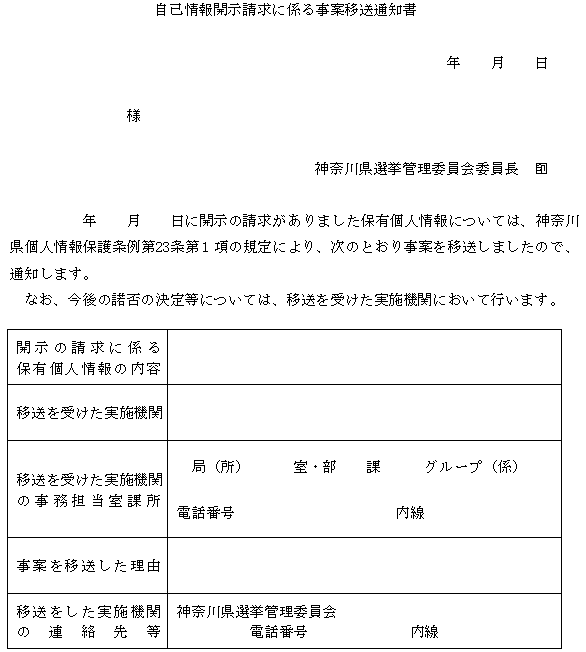 自己情報開示請求に係る事案移送通知書
年　　月　　日
様
神奈川県選挙管理委員会委員長　印
年　　月　　日に開示の請求がありました保有個人情報については、神奈川
県個人情報保護条例第23条第１項の規定により、次のとおり事案を移送しましたので、
通知します。
なお、今後の諾否の決定等については、移送を受けた実施機関において行います。
開示の請求に係る
保有個人情報の内容
移送を受けた実施機関
移送を受けた実施機関
の事務担当室課所
局（所）　　　室・部　　課　　　グループ（係）
電話番号　　　　　　　　　　　内線
事案を移送した理由
移送をした実施機関
の連絡先等
神奈川県選挙管理委員会
電話番号　　　　　　　内線